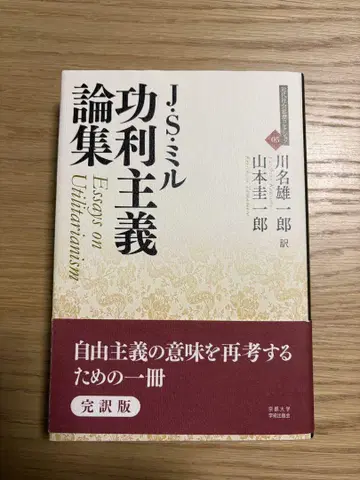 近代社会思想コレクション
05
J・S・ミル
功利主義
論集
Essays on
Utilitarianism
川名雄一郎
山本圭一郎
訳
自由主義の意味を再考する
ための一冊
完訳版
京都大学
学術出版会